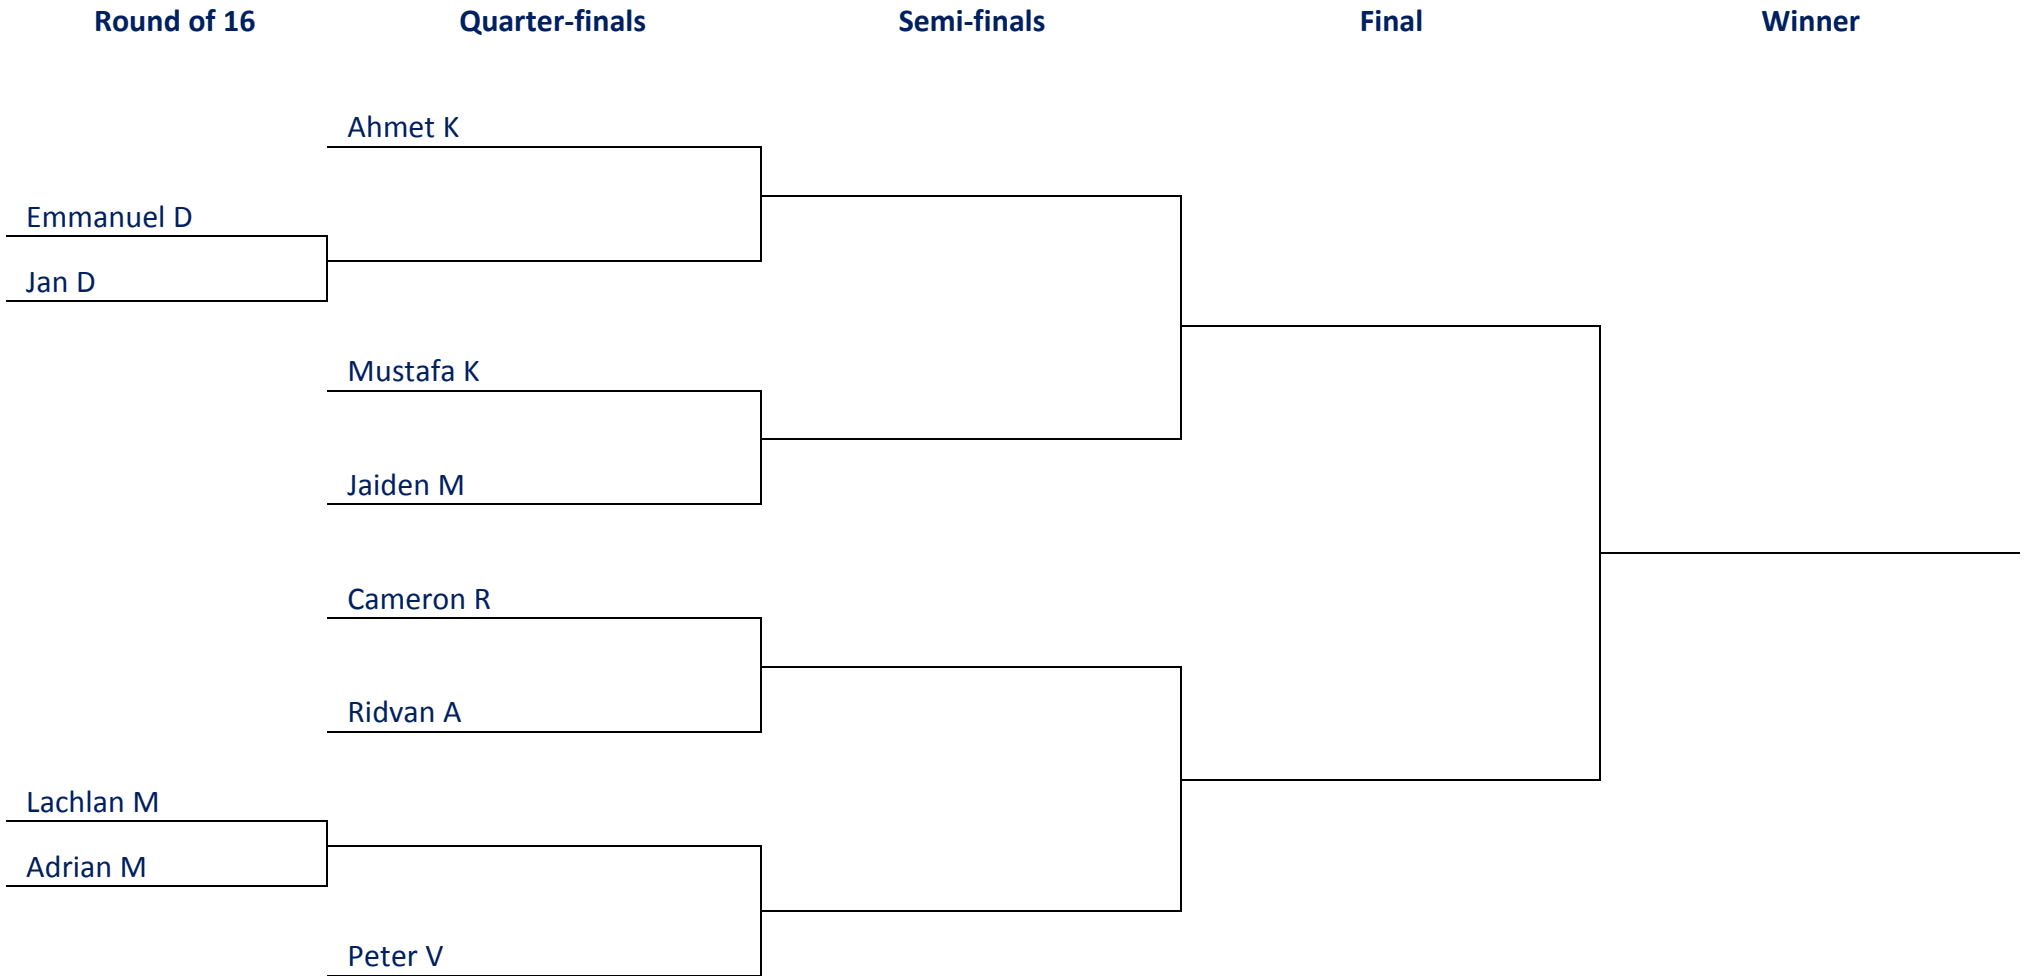 Round of 16 Quarter-finals Semi-finals Final Winner
Ahmet K
Emmanuel D
Jan D
Mustafa K
Jaiden M
Cameron R
Ridvan A
Lachlan M
Adrian M
Peter V